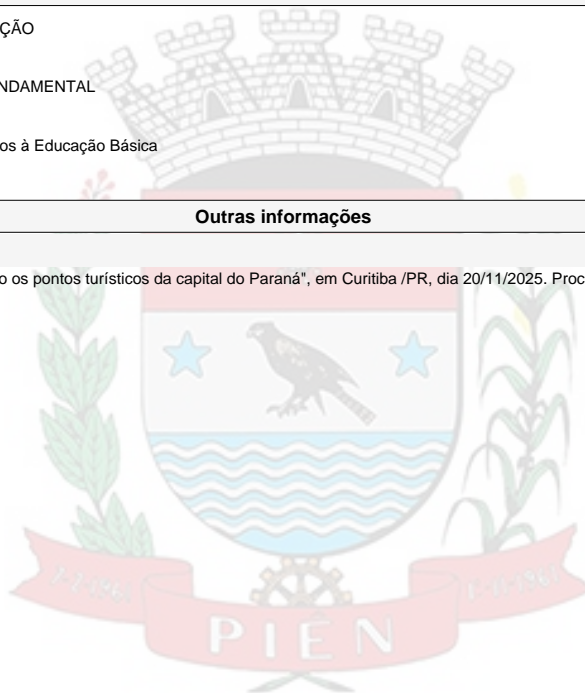 ÇÃO
NDAMENTAL
os à Educação Básica
Outras informações
o os pontos turísticos da capital do Paraná", em Curitiba /PR, dia 20/11/2025. Proc
PIÊN